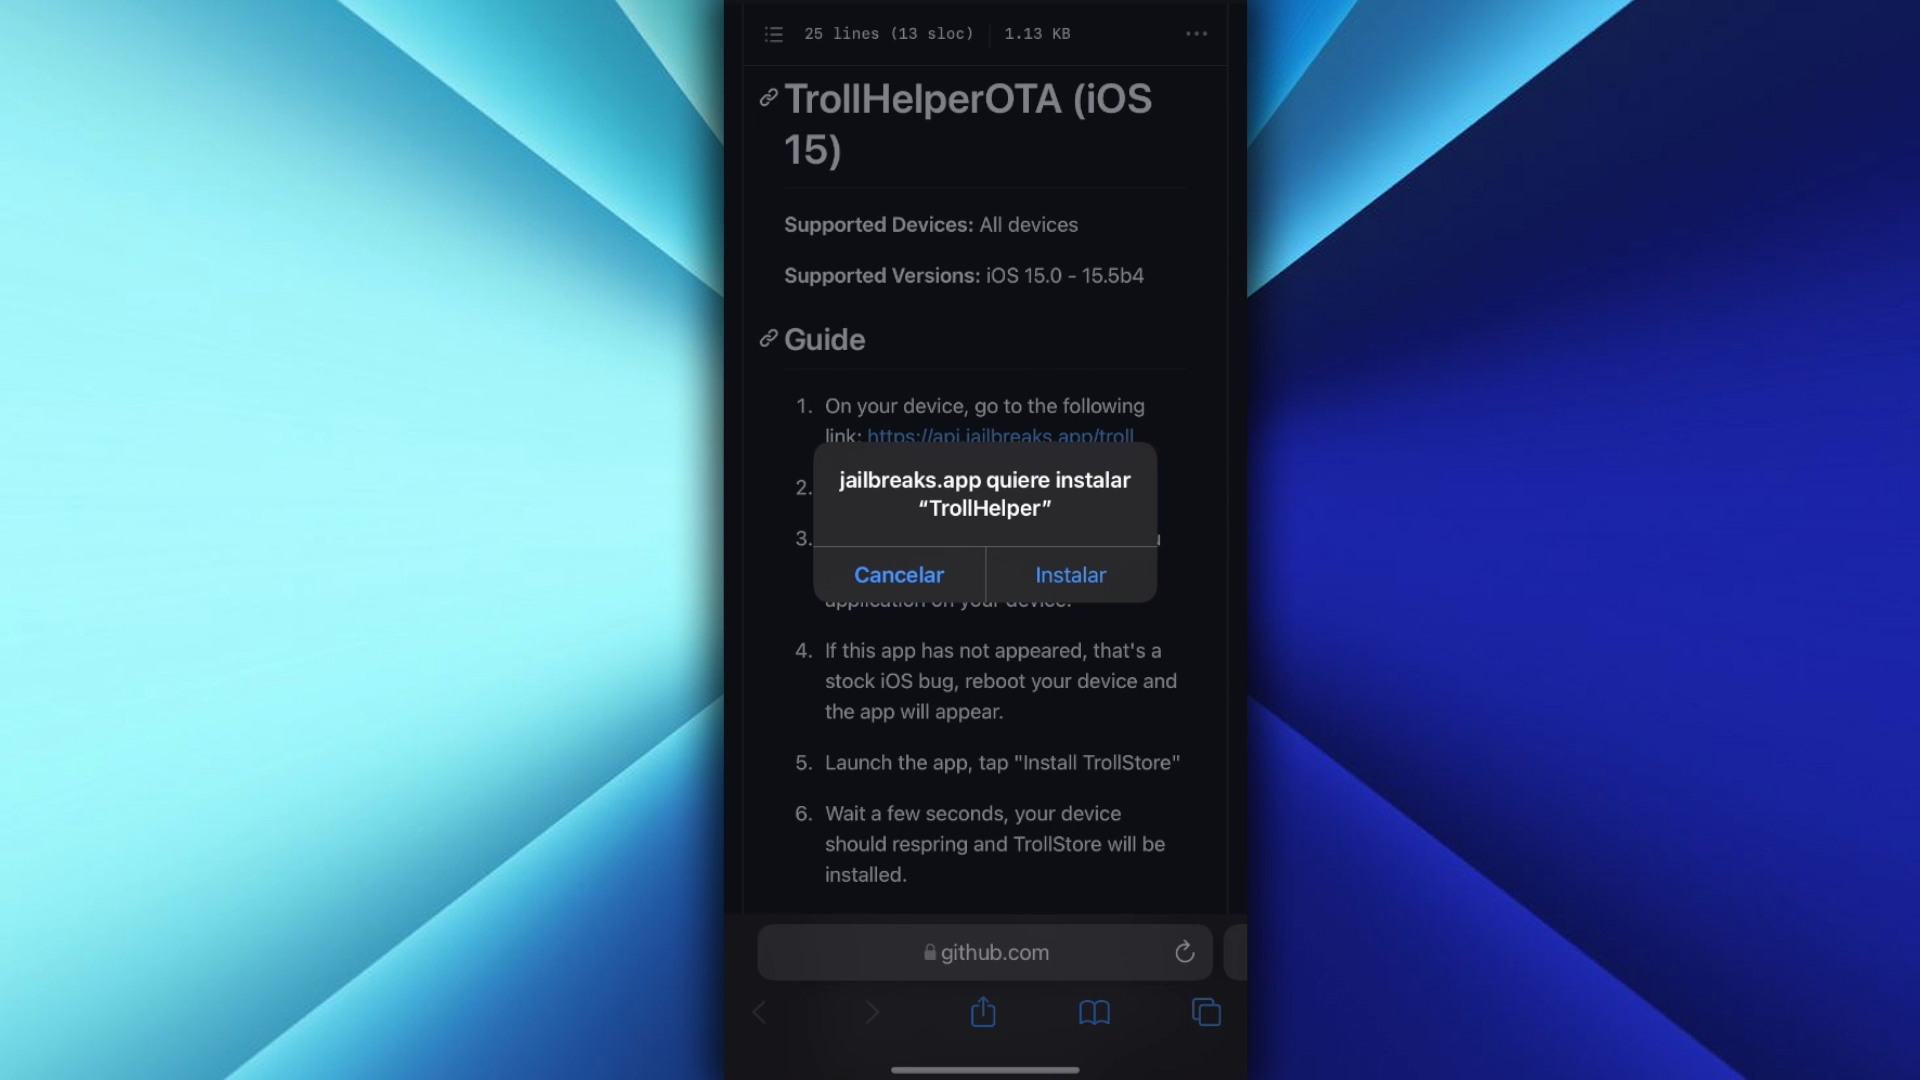 25 lines (13 sloc) 1.13 KB
TrollHelperOTA (iOS
15)
Supported Devices: All devices
Supported Versions: iOS 15.0 - 15.5b4
Guide
1. On your device, go to the following
link: https://api.jailbreaks.app/troll
2.
3.
jailbreaks.app quiere instalar
“TrollHelper”
Cancelar Instalar
application on your device.
4. If this app has not appeared, that's a
stock iOS bug, reboot your device and
the app will appear.
5. Launch the app, tap "Install TrollStore"
6. Wait a few seconds, your device
should respring and TrollStore will be
installed.
github.com